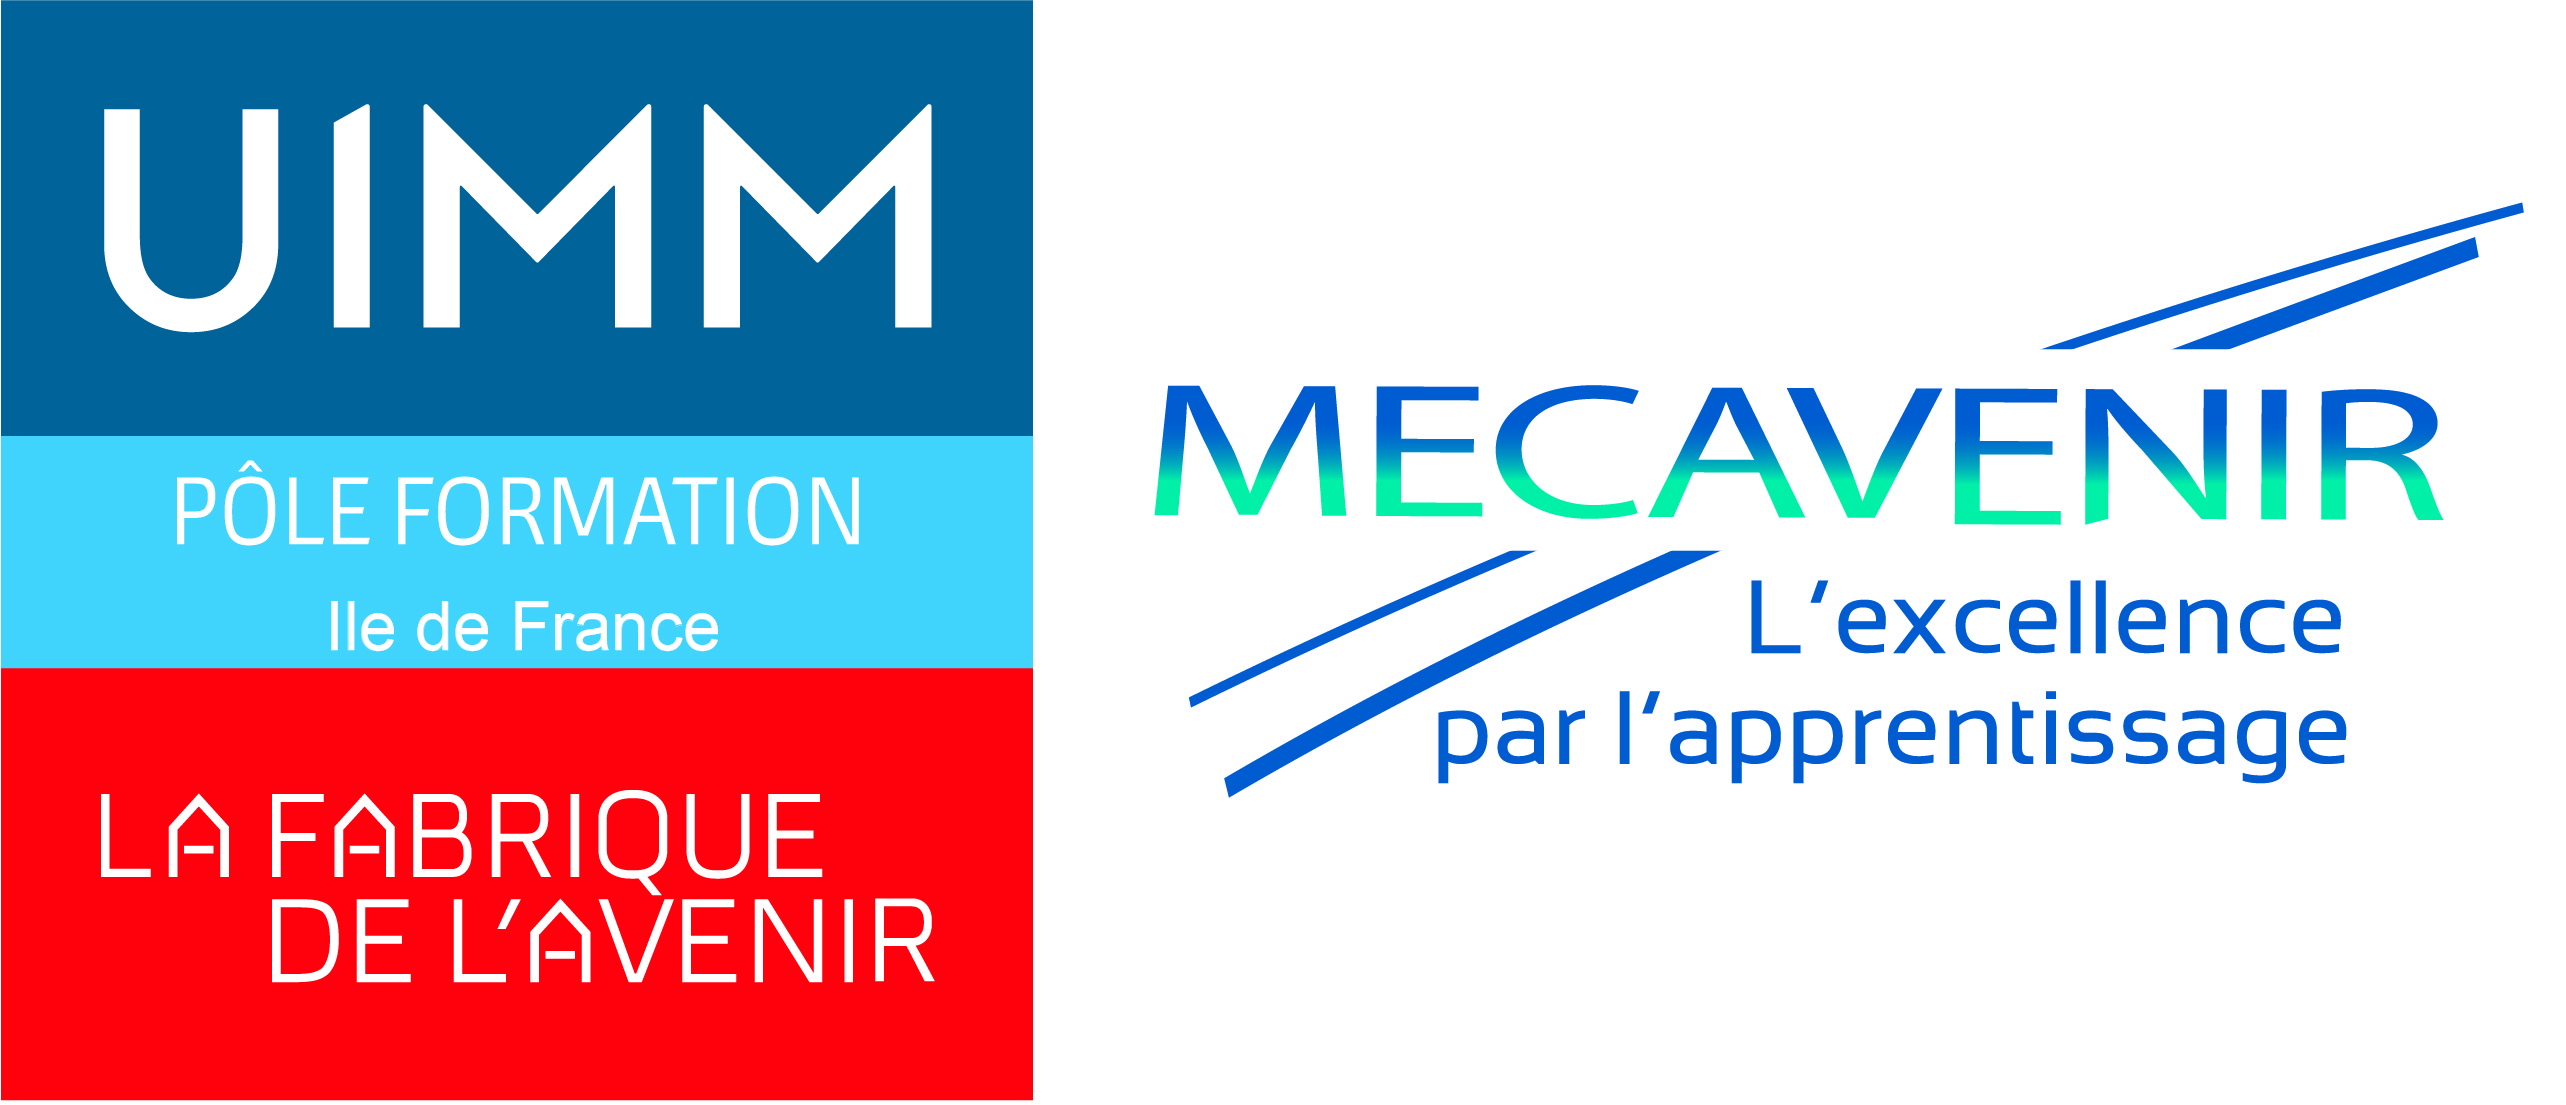 UIMM
PÔLE FORMATION
Ile de France
LA FABRIQUE
DE L'AVENIR
MECAVENIR
L'excellence
par l'apprentissage